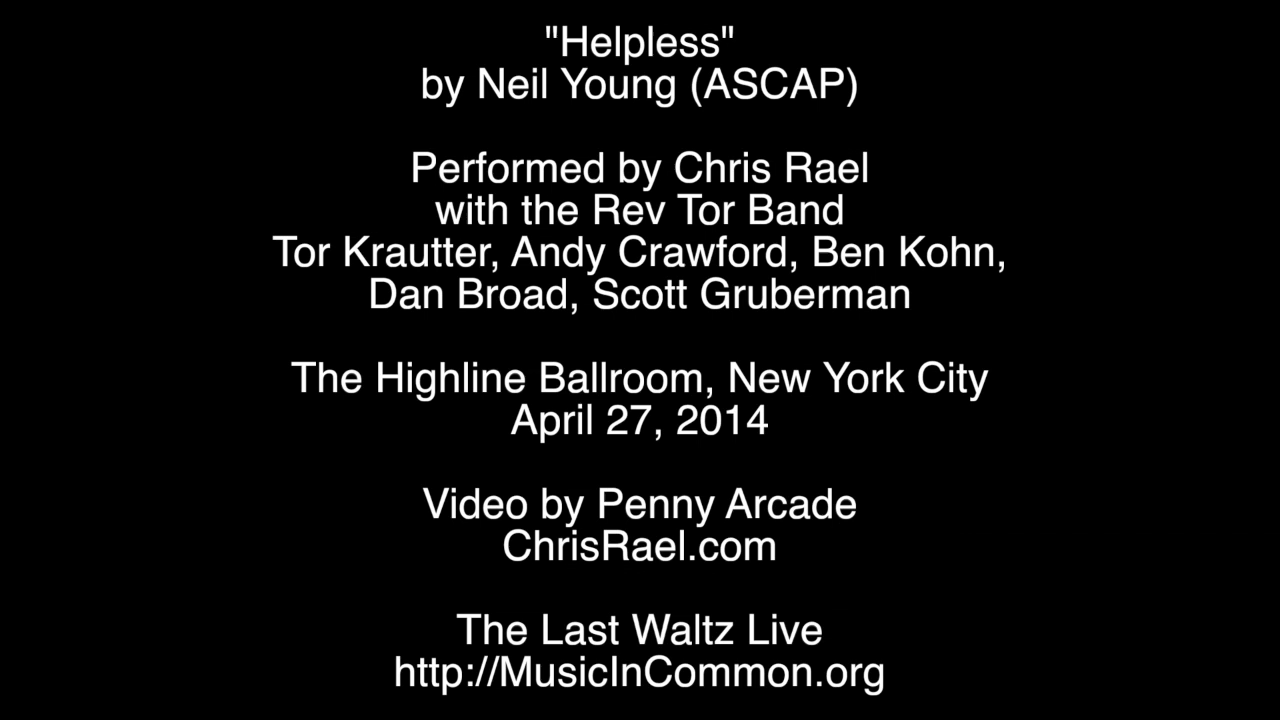 "Helpless"
by Neil Young (ASCAP)
Performed by Chris Rael
with the Rev Tor Band
Tor Krautter, Andy Crawford, Ben Kohn,
Dan Broad, Scott Gruberman
The Highline Ballroom, New York City
April 27, 2014
Video by Penny Arcade
ChrisRael.com
The Last Waltz Live
http://MusicInCommon.org